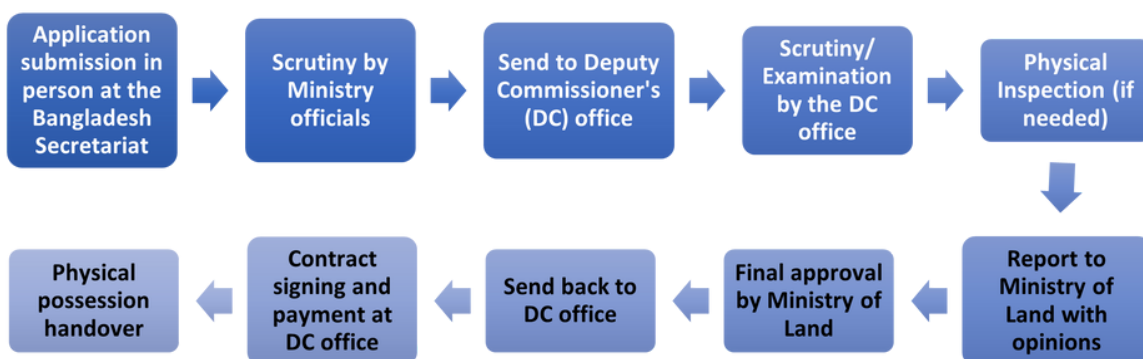 Application
submission in
person at the
Bangladesh
Secretariat
Scrutiny by
Ministry
officials
Send to Deputy
Commissioner's
(DC) office
Scrutiny/
Examination
by the DC
office
Physical
Inspection (if
needed)
Report to
Ministry of
Land with
opinions
Final approval
by Ministry of
Land
Send back to
DC office
Contract
signing and
payment at
DC office
Physical
possession
handover